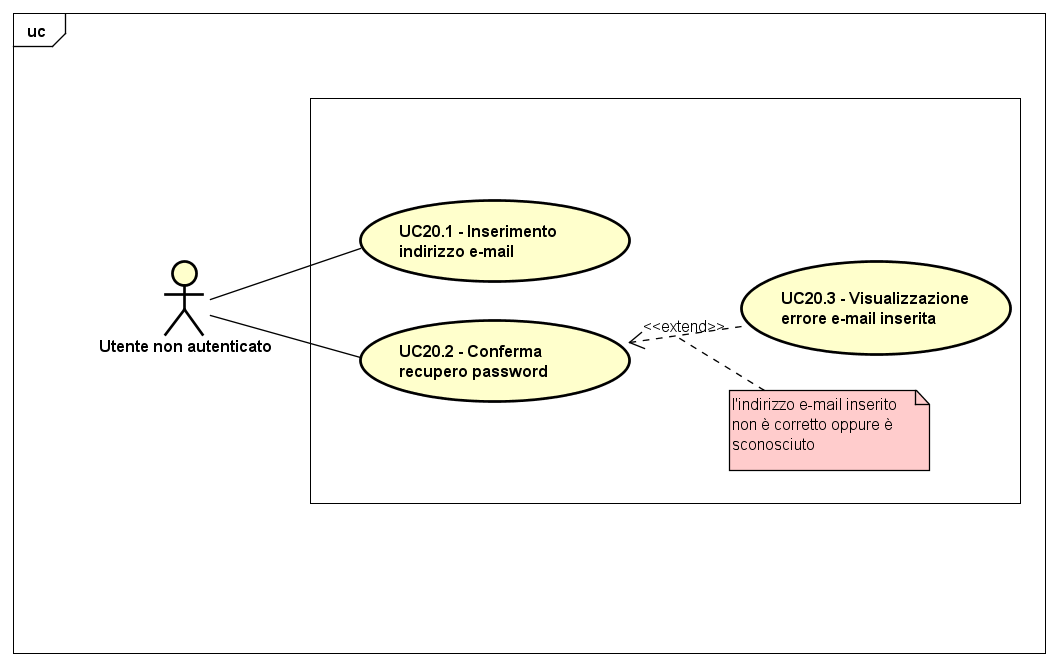 uc
UC20.1 - Inserimento
indirizzo e-mail
Utente non autenticato
UC20.2 - Conferma
recupero password
<<extend>>
UC20.3 - Visualizzazione
errore e-mail inserita
l'indirizzo e-mail inserito
non è corretto oppure è
sconosciuto